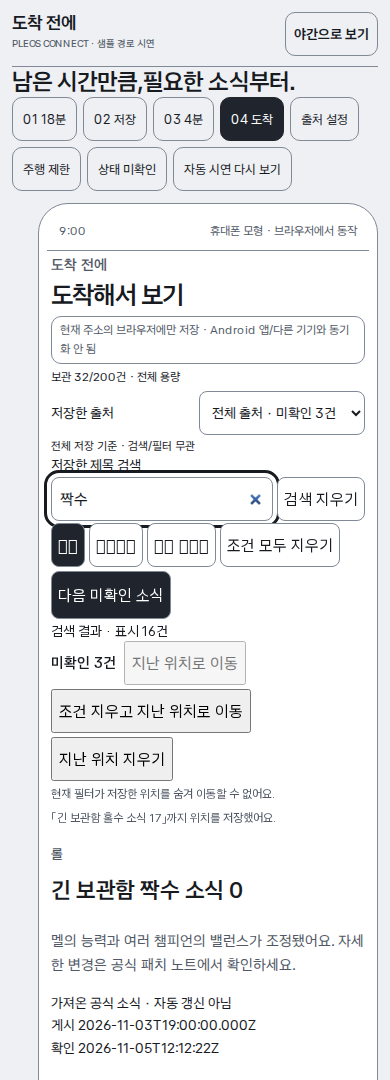 도착 전에
PLEOS CONNECT · 샘플 경로 시연
야간으로 보기
남은 시간만큼,필요한 소식부터.
01 18분
02 저장
03 4분
04 도착
출처 설정
주행 제한
상태 미확인
자동 시연 다시 보기
9:00
휴대폰 모형 · 브라우저에서 동작
도착 전에
도착해서 보기
현재 주소의 브라우저에만 저장 · Android 앱/다른 기기와 동기
화 안 됨
보관 32/200건 · 전체 용량
저장한 출처
전체 출처 · 미확인 3건
전체 저장 기준 · 검색/필터 무관
저장한 제목 검색
짝수
검색 지우기
조건 모두 지우기
다음 미확인 소식
검색 결과 · 표시 16건
미확인 3건
지난 위치로 이동
조건 지우고 지난 위치로 이동
지난 위치 지우기
현재 필터가 저장한 위치를 숨겨 이동할 수 없어요.
「긴 보관함 홀수 소식 17」까지 위치를 저장했어요.
롤
긴 보관함 짝수 소식 0
멜의 능력과 여러 챔피언의 밸런스가 조정됐어요. 자세
한 변경은 공식 패치 노트에서 확인하세요.
가져온 공식 소식 · 자동 갱신 아님
게시 2026-11-03T19:00:00.000Z
확인 2026-11-05T12:12:22Z